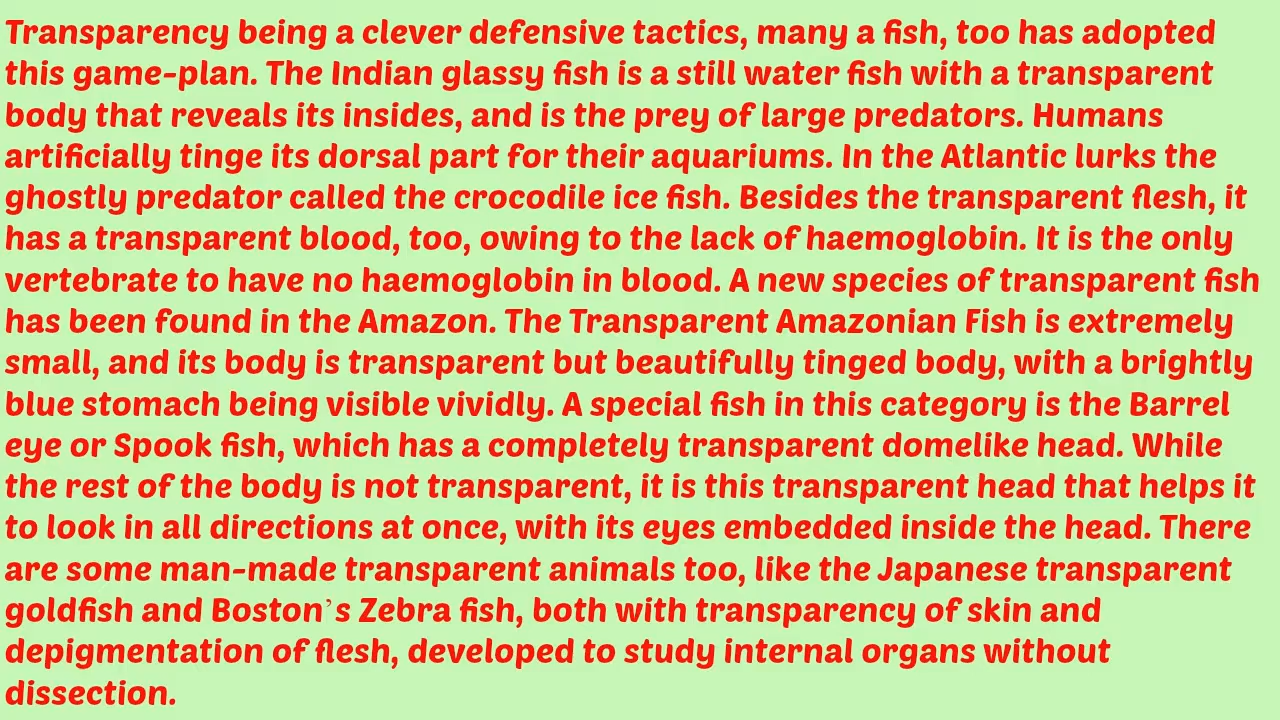 Transparency being a clever defensive tactics, many a fish, too has adopted
this game-plan. The Indian glassy fish is a still water fish with a transparent
body that reveals its insides, and is the prey of large predators. Humans
artificially tinge its dorsal part for their aquariums. In the Atlantic lurks the
ghostly predator called the crocodile ice fish. Besides the transparent flesh, it
has a transparent blood, too, owing to the lack of haemoglobin. It is the only
vertebrate to have no haemoglobin in blood. A new species of transparent fish
has been found in the Amazon. The Transparent Amazonian Fish is extremely
small, and its body is transparent but beautifully tinged body, with a brightly
blue stomach being visible vividly. A special fish in this category is the Barrel
eye or Spook fish, which has a completely transparent domelike head. While
the rest of the body is not transparent, it is this transparent head that helps it
to look in all directions at once, with its eyes embedded inside the head. There
are some man-made transparent animals too, like the Japanese transparent
goldfish and Boston's Zebra fish, both with transparency of skin and
depigmentation of flesh, developed to study internal organs without
dissection.